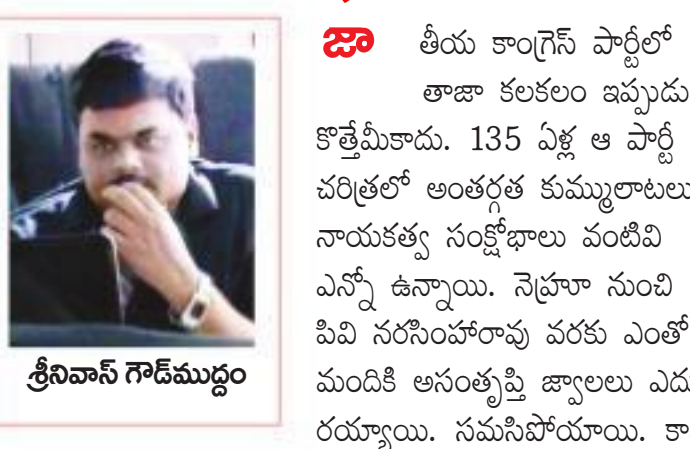 జాతీయ కాంగ్రెస్ పార్టీలో
తాజా కలకలం ఇప్పుడు
కొత్తేమీకాదు. 135 ఏళ్ల ఆ పార్టీ
చరిత్రలో అంతర్గత కుమ్ములాటలు
నాయకత్వ సంక్షోభాలు వంటివి
ఎన్నో ఉన్నాయి. నెహ్రూ నుంచి
పివి నరసింహారావు వరకు ఎంతో
మందికి అసంతృప్తి జ్వాలలు ఎదు
రయ్యాయి. సమసిపోయాయి. కా
శ్రీనివాస్ గౌడ్‌ముద్దం